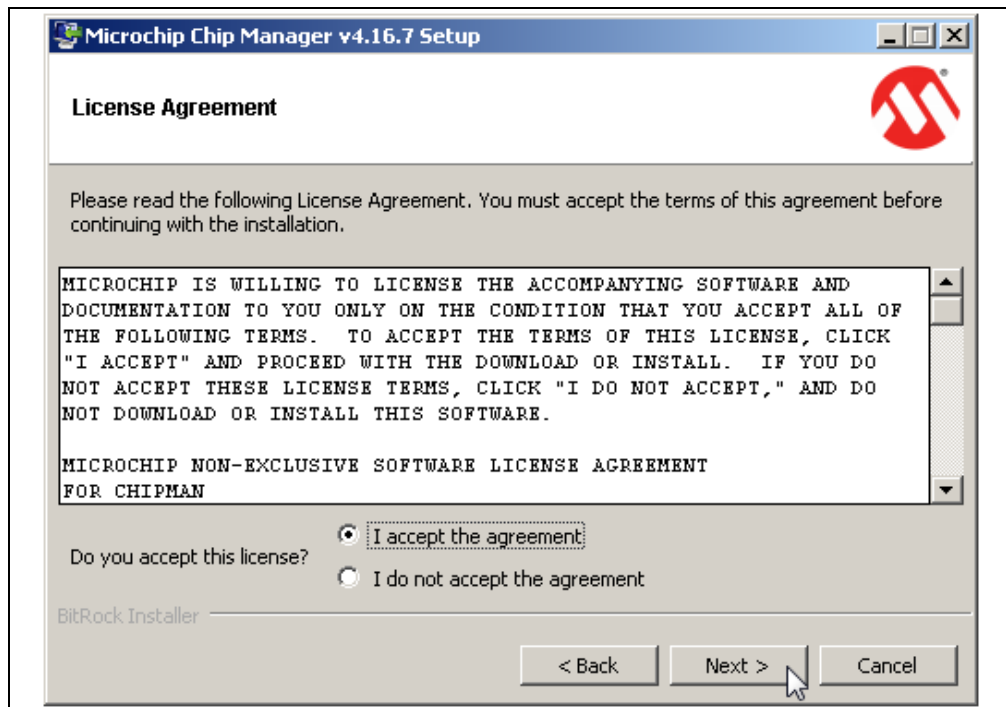 Microchip Chip Manager v4.16.7 Setup
License Agreement
Please read the following License Agreement. You must accept the terms of this agreement before
continuing with the installation.
MICROCHIP IS WILLING TO LICENSE THE ACCOMPANYING SOFTWARE AND
DOCUMENTATION TO YOU ONLY ON THE CONDITION THAT YOU ACCEPT ALL OF
THE FOLLOWING TERMS.  TO ACCEPT THE TERMS OF THIS LICENSE, CLICK
"I ACCEPT" AND PROCEED WITH THE DOWNLOAD OR INSTALL.  IF YOU DO
NOT ACCEPT THESE LICENSE TERMS, CLICK "I DO NOT ACCEPT," AND DO
NOT DOWNLOAD OR INSTALL THIS SOFTWARE.
MICROCHIP NON-EXCLUSIVE SOFTWARE LICENSE AGREEMENT
FOR CHIPMAN
Do you accept this license?
I accept the agreement
I do not accept the agreement
BitRock Installer
< Back Next > Cancel